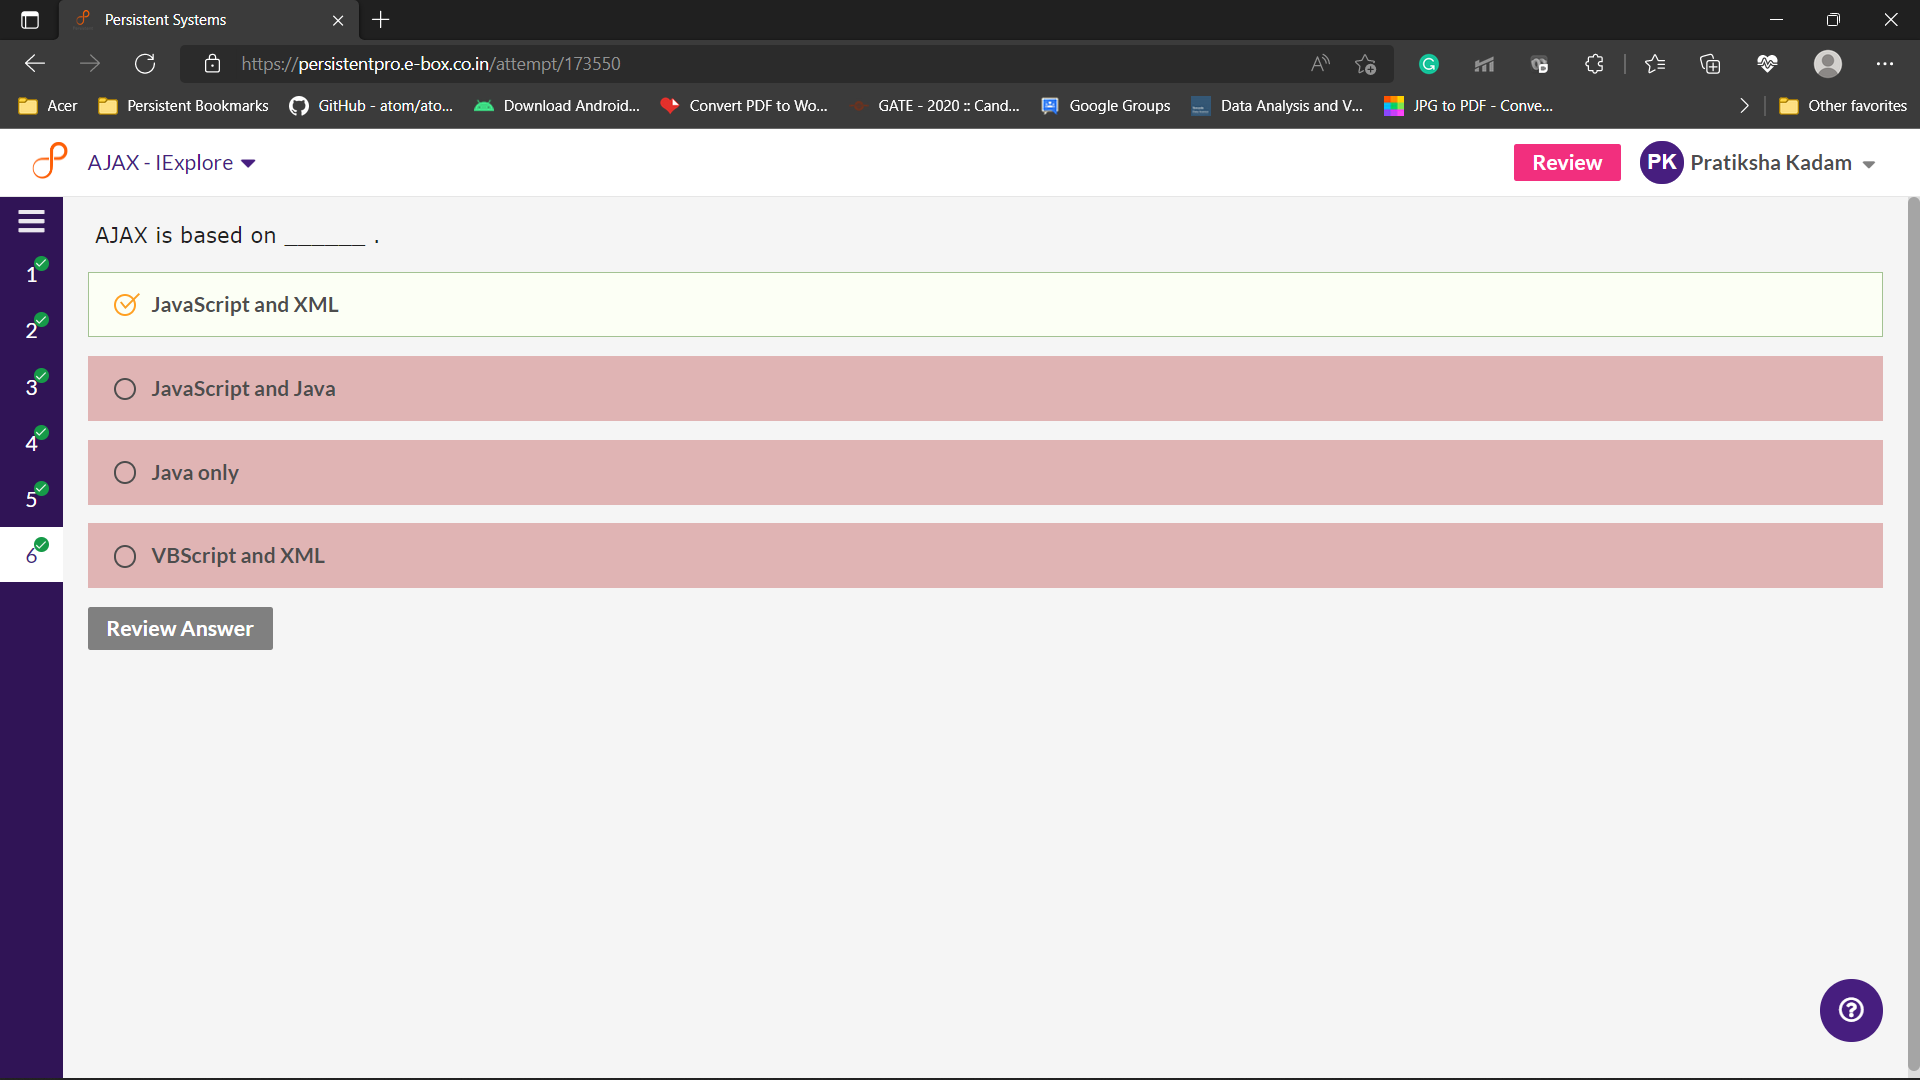 Persistent Systems
https://persistentpro.e-box.co.in/attempt/173550
Acer Persistent Bookmarks GitHub - atom/ato... Download Android... Convert PDF to Wo... GATE - 2020 :: Cand... Google Groups Data Analysis and V... JPG to PDF - Conve... Other favorites
AJAX - IExplore Review PK Pratiksha Kadam
AJAX is based on ______ .
1
JavaScript and XML
2
3
JavaScript and Java
4
Java only
5
6
VBScript and XML
Review Answer